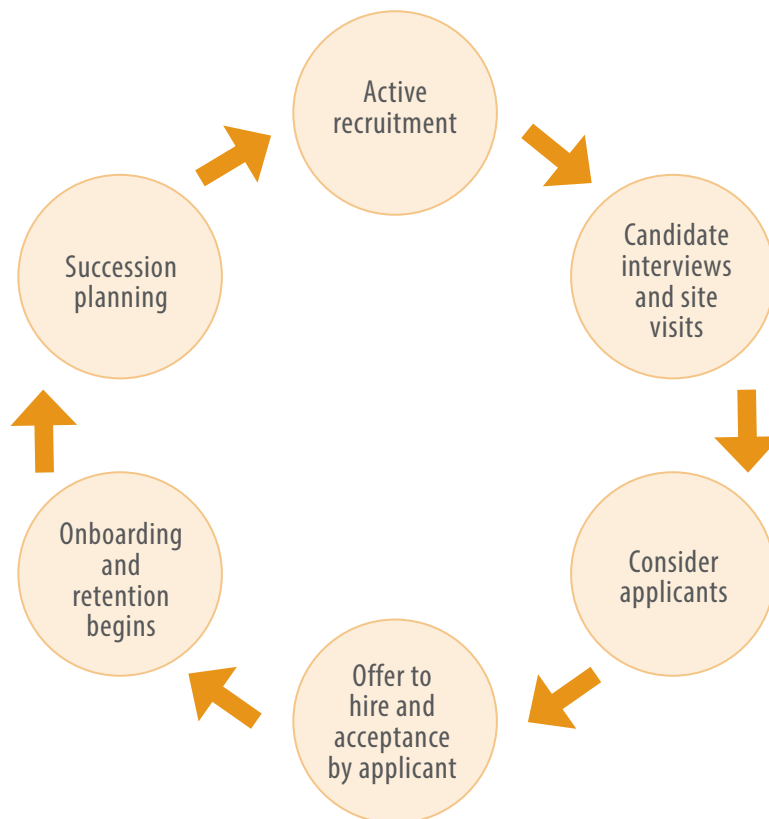 Active
recruitment
Candidate
interviews
and site
visits
Consider
applicants
Offer to
hire and
acceptance
by applicant
Onboarding
and
retention
begins
Succession
planning